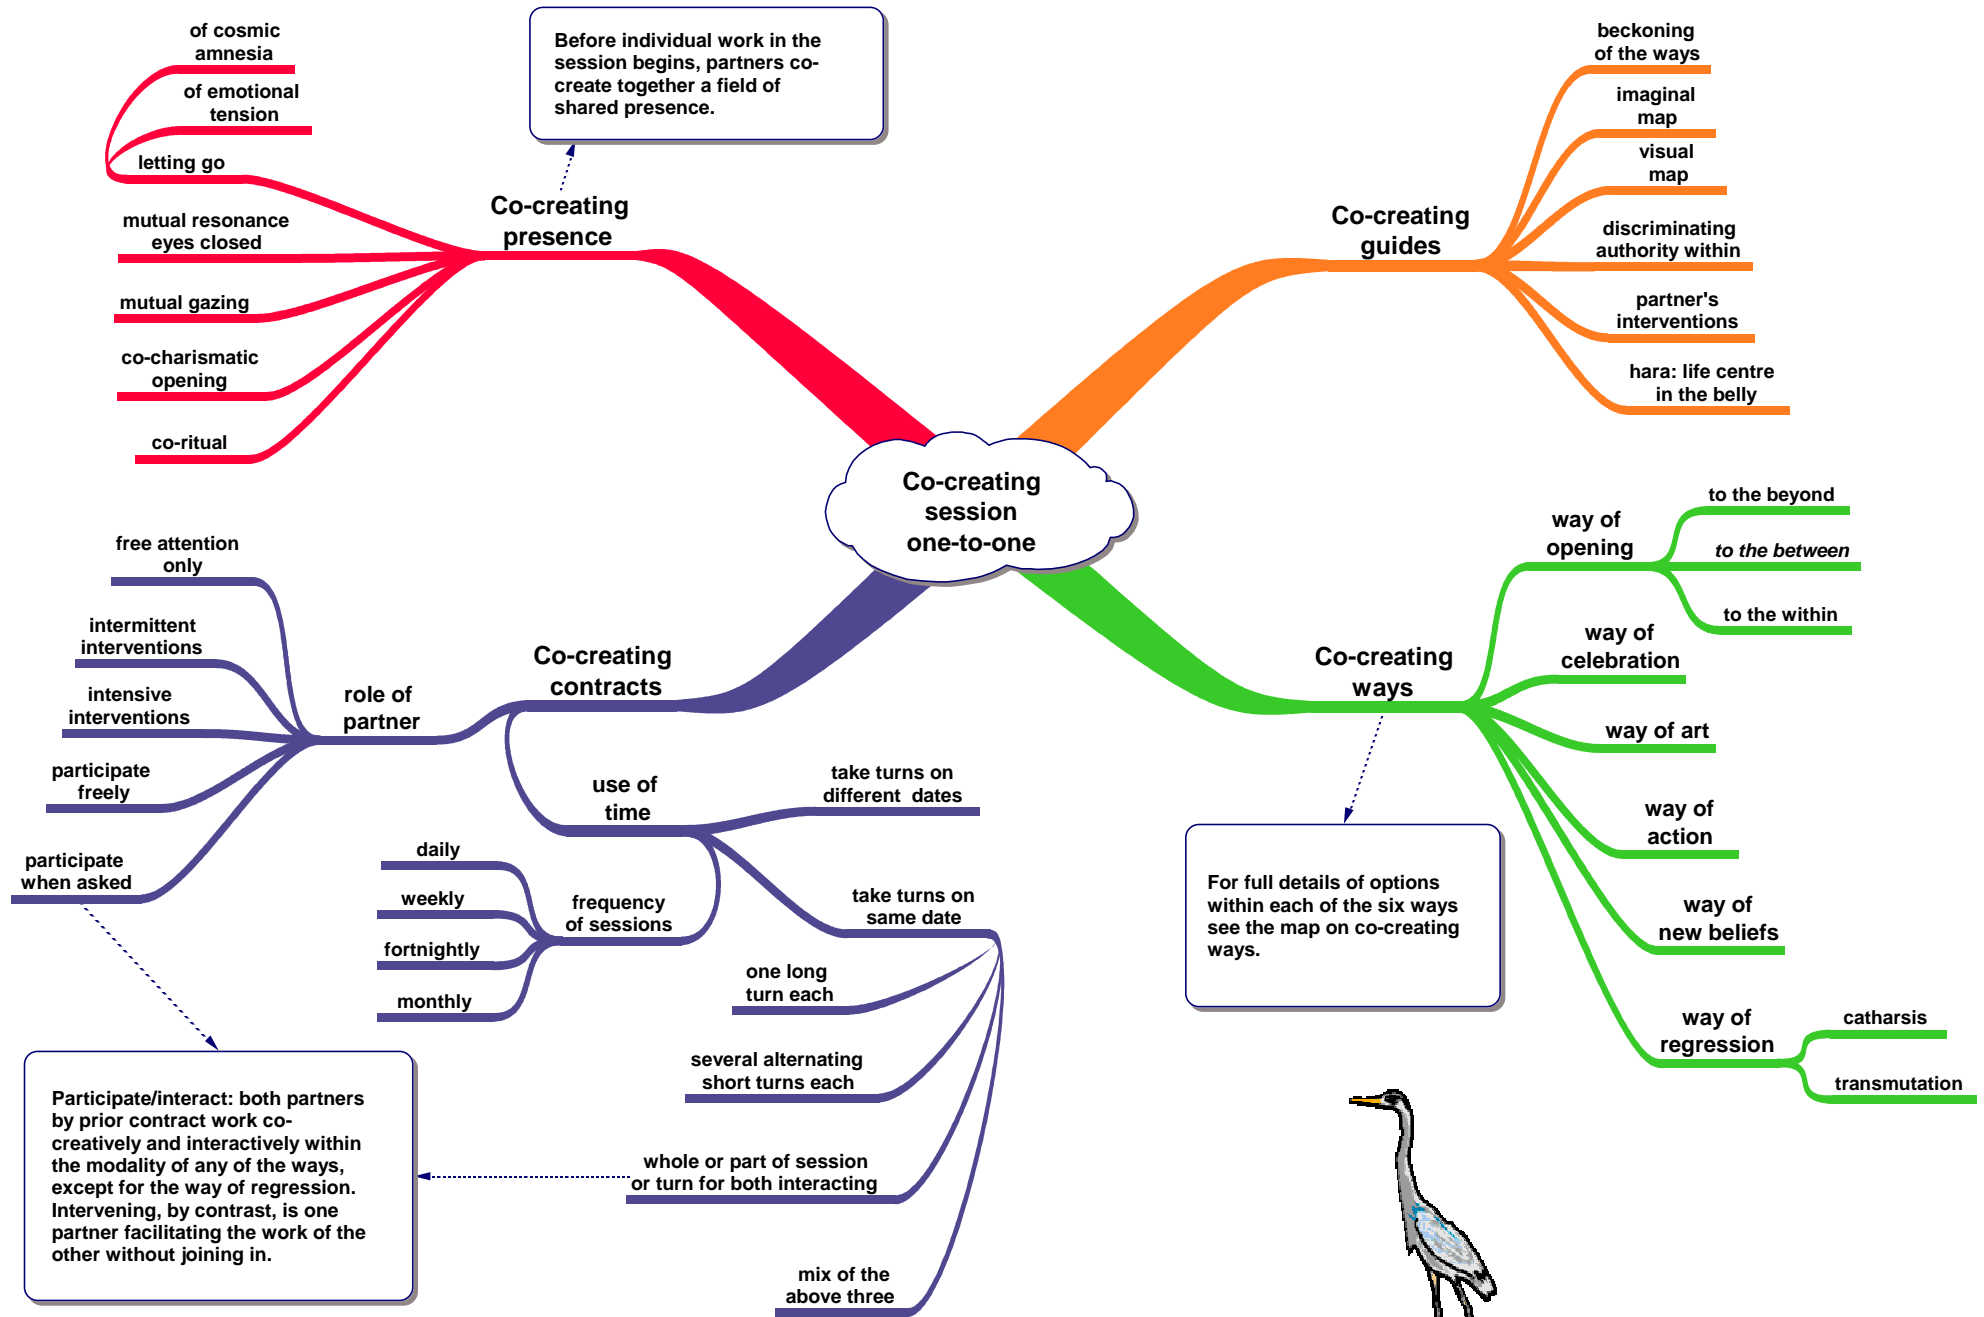 of cosmic
amnesia
of emotional
tension
letting go
mutual resonance
eyes closed
mutual gazing
co-charismatic
opening
co-ritual
Co-creating
presence
Before individual work in the
session begins, partners co-
create together a field of
shared presence.
Co-creating
guides
beckoning
of the ways
imaginal
map
visual
map
discriminating
authority within
partner's
interventions
hara: life centre
in the belly
Co-creating
session
one-to-one
free attention
only
intermittent
interventions
intensive
interventions
participate
freely
participate
when asked
role of
partner
Co-creating
contracts
use of
time
take turns on
different dates
daily
weekly
fortnightly
monthly
frequency
of sessions
take turns on
same date
one long
turn each
several alternating
short turns each
whole or part of session
or turn for both interacting
mix of the
above three
Participate/interact: both partners
by prior contract work co-
creatively and interactively within
the modality of any of the ways,
except for the way of regression.
Intervening, by contrast, is one
partner facilitating the work of the
other without joining in.
Co-creating
ways
way of
opening
to the beyond
to the between
to the within
way of
celebration
way of art
way of
action
way of
new beliefs
way of
regression
catharsis
transmutation
For full details of options
within each of the six ways
see the map on co-creating
ways.